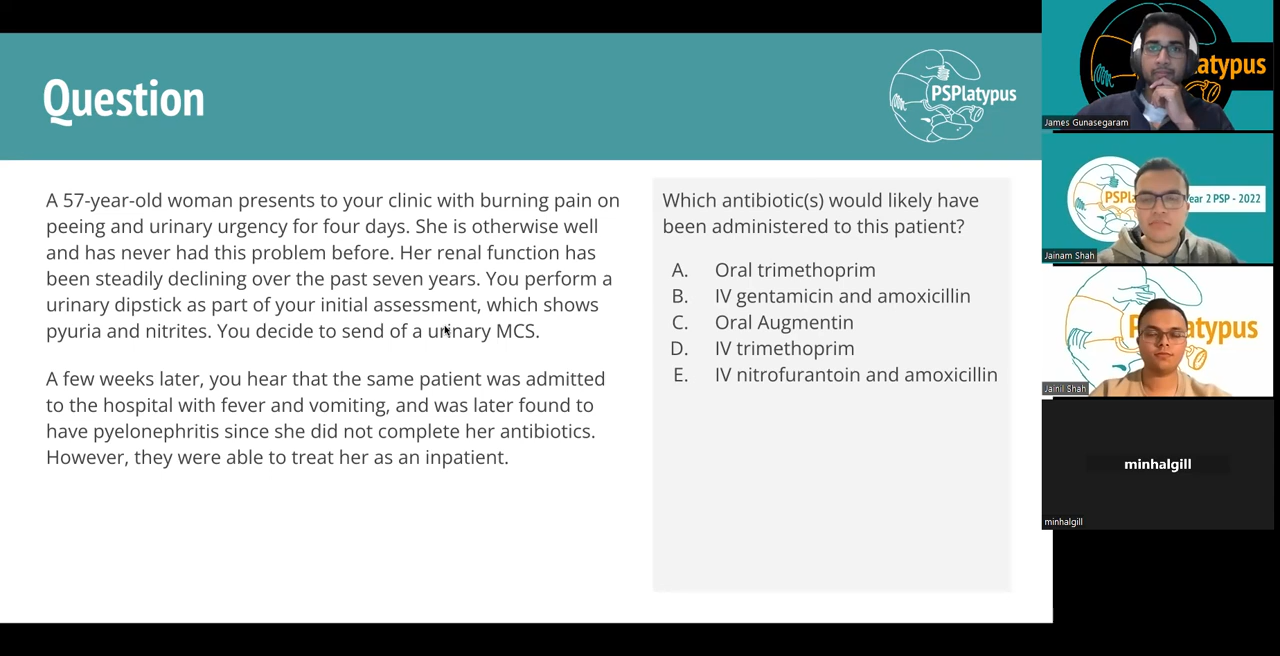 Question
PSPlatypus
A 57-year-old woman presents to your clinic with burning pain on
peeing and urinary urgency for four days. She is otherwise well
and has never had this problem before. Her renal function has
been steadily declining over the past seven years. You perform a
urinary dipstick as part of your initial assessment, which shows
pyuria and nitrites. You decide to send of a urinary MCS.
A few weeks later, you hear that the same patient was admitted
to the hospital with fever and vomiting, and was later found to
have pyelonephritis since she did not complete her antibiotics.
However, they were able to treat her as an inpatient.
Which antibiotic(s) would likely have
been administered to this patient?
A. Oral trimethoprim
B. IV gentamicin and amoxicillin
C. Oral Augmentin
D. IV trimethoprim
E. IV nitrofurantoin and amoxicillin
atypus
James Gunasegaram
PSPl
ear 2 PSP - 2022
Jainam Shah
P
atypus
Jainil Shah
minhalgill
minhalgill